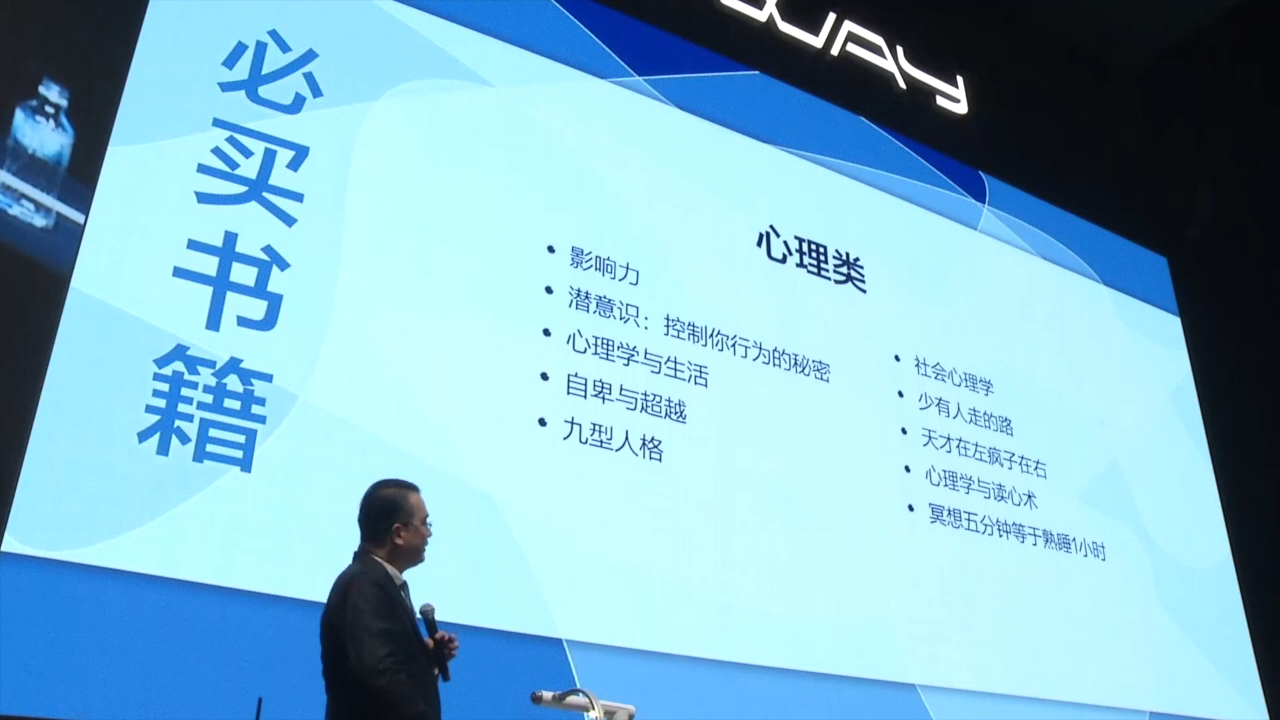 必买书籍
心理类
影响力
潜意识：控制你行为的秘密
心理学与生活
自卑与超越
九型人格
社会心理学
少有人走的路
天才在左疯子在右
心理学与读心术
冥想五分钟等于熟睡1小时